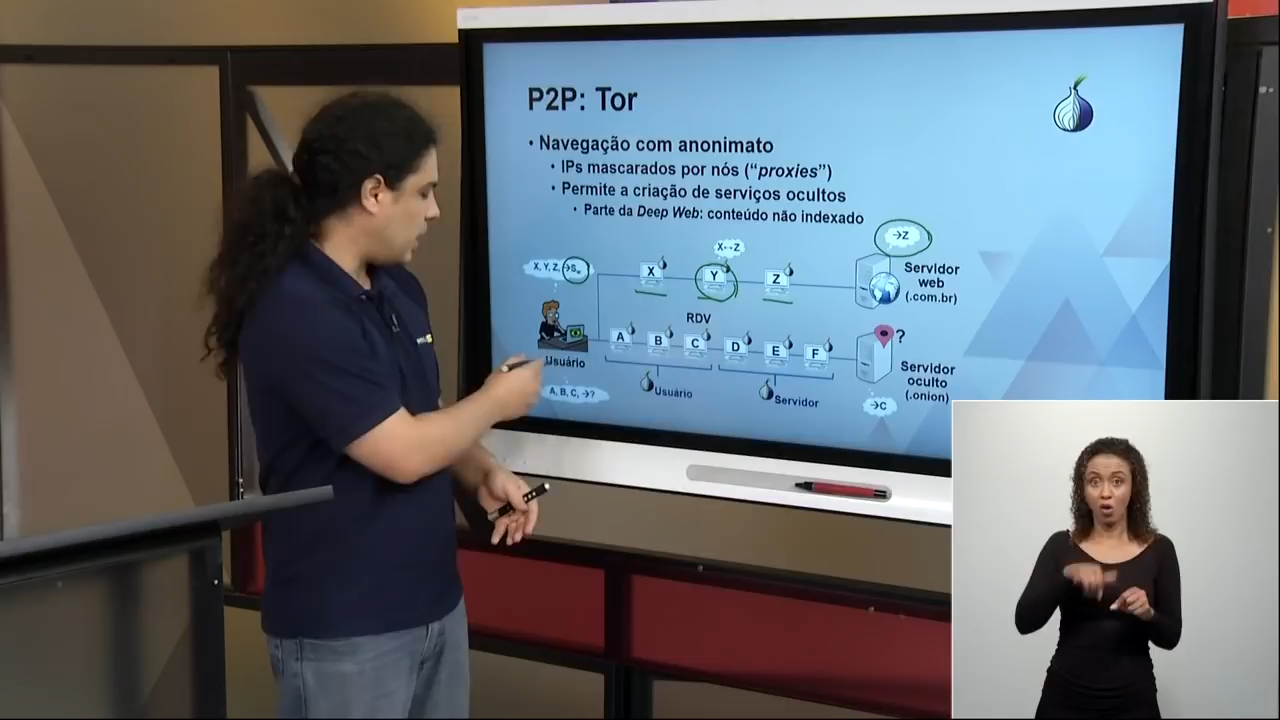 P2P: Tor
• Navegação com anonimato
• IPs mascarados por nós (“proxies”)
• Permite a criação de serviços ocultos
• Parte da Deep Web: conteúdo não indexado
→Z
X↔Z
X, Y, Z, →Sw
X
Y
Z
Servidor
web
(.com.br)
RDV
A
B
C
D
E
F
?
Usuário
Servidor
oculto
(.onion)
Usuário
Servidor
A, B, C, →?
→C